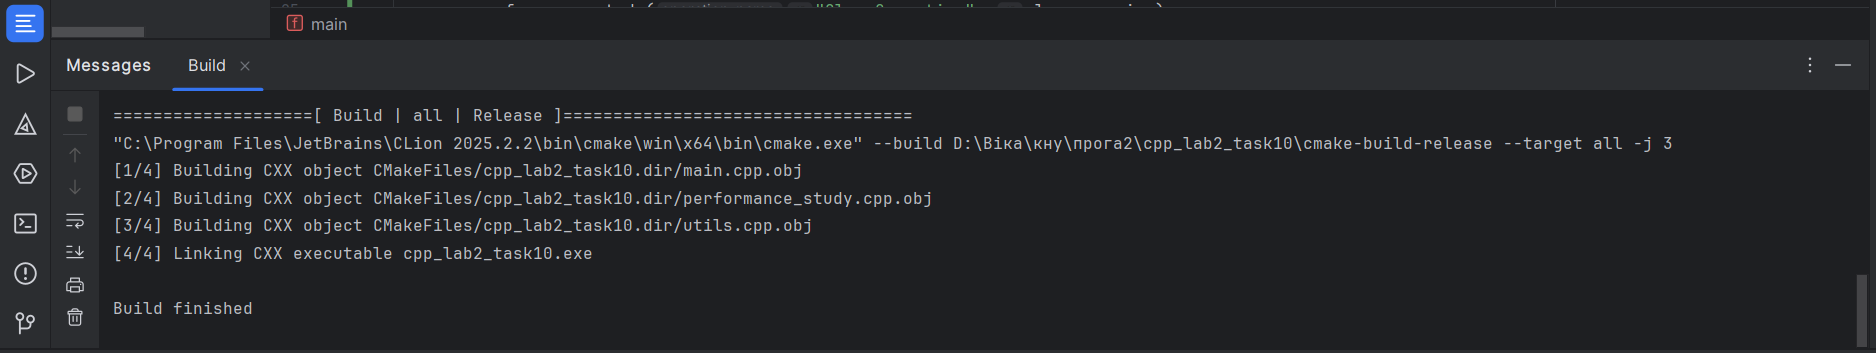 main
Messages Build
====================[ Build | all | Release ]===================================
"C:\Program Files\JetBrains\CLion 2025.2.2\bin\cmake\win\x64\bin\cmake.exe" --build D:\Віка\кну\прога2\cpp_lab2_task10\cmake-build-release --target all -j 3
[1/4] Building CXX object CMakeFiles/cpp_lab2_task10.dir/main.cpp.obj
[2/4] Building CXX object CMakeFiles/cpp_lab2_task10.dir/performance_study.cpp.obj
[3/4] Building CXX object CMakeFiles/cpp_lab2_task10.dir/utils.cpp.obj
[4/4] Linking CXX executable cpp_lab2_task10.exe
Build finished